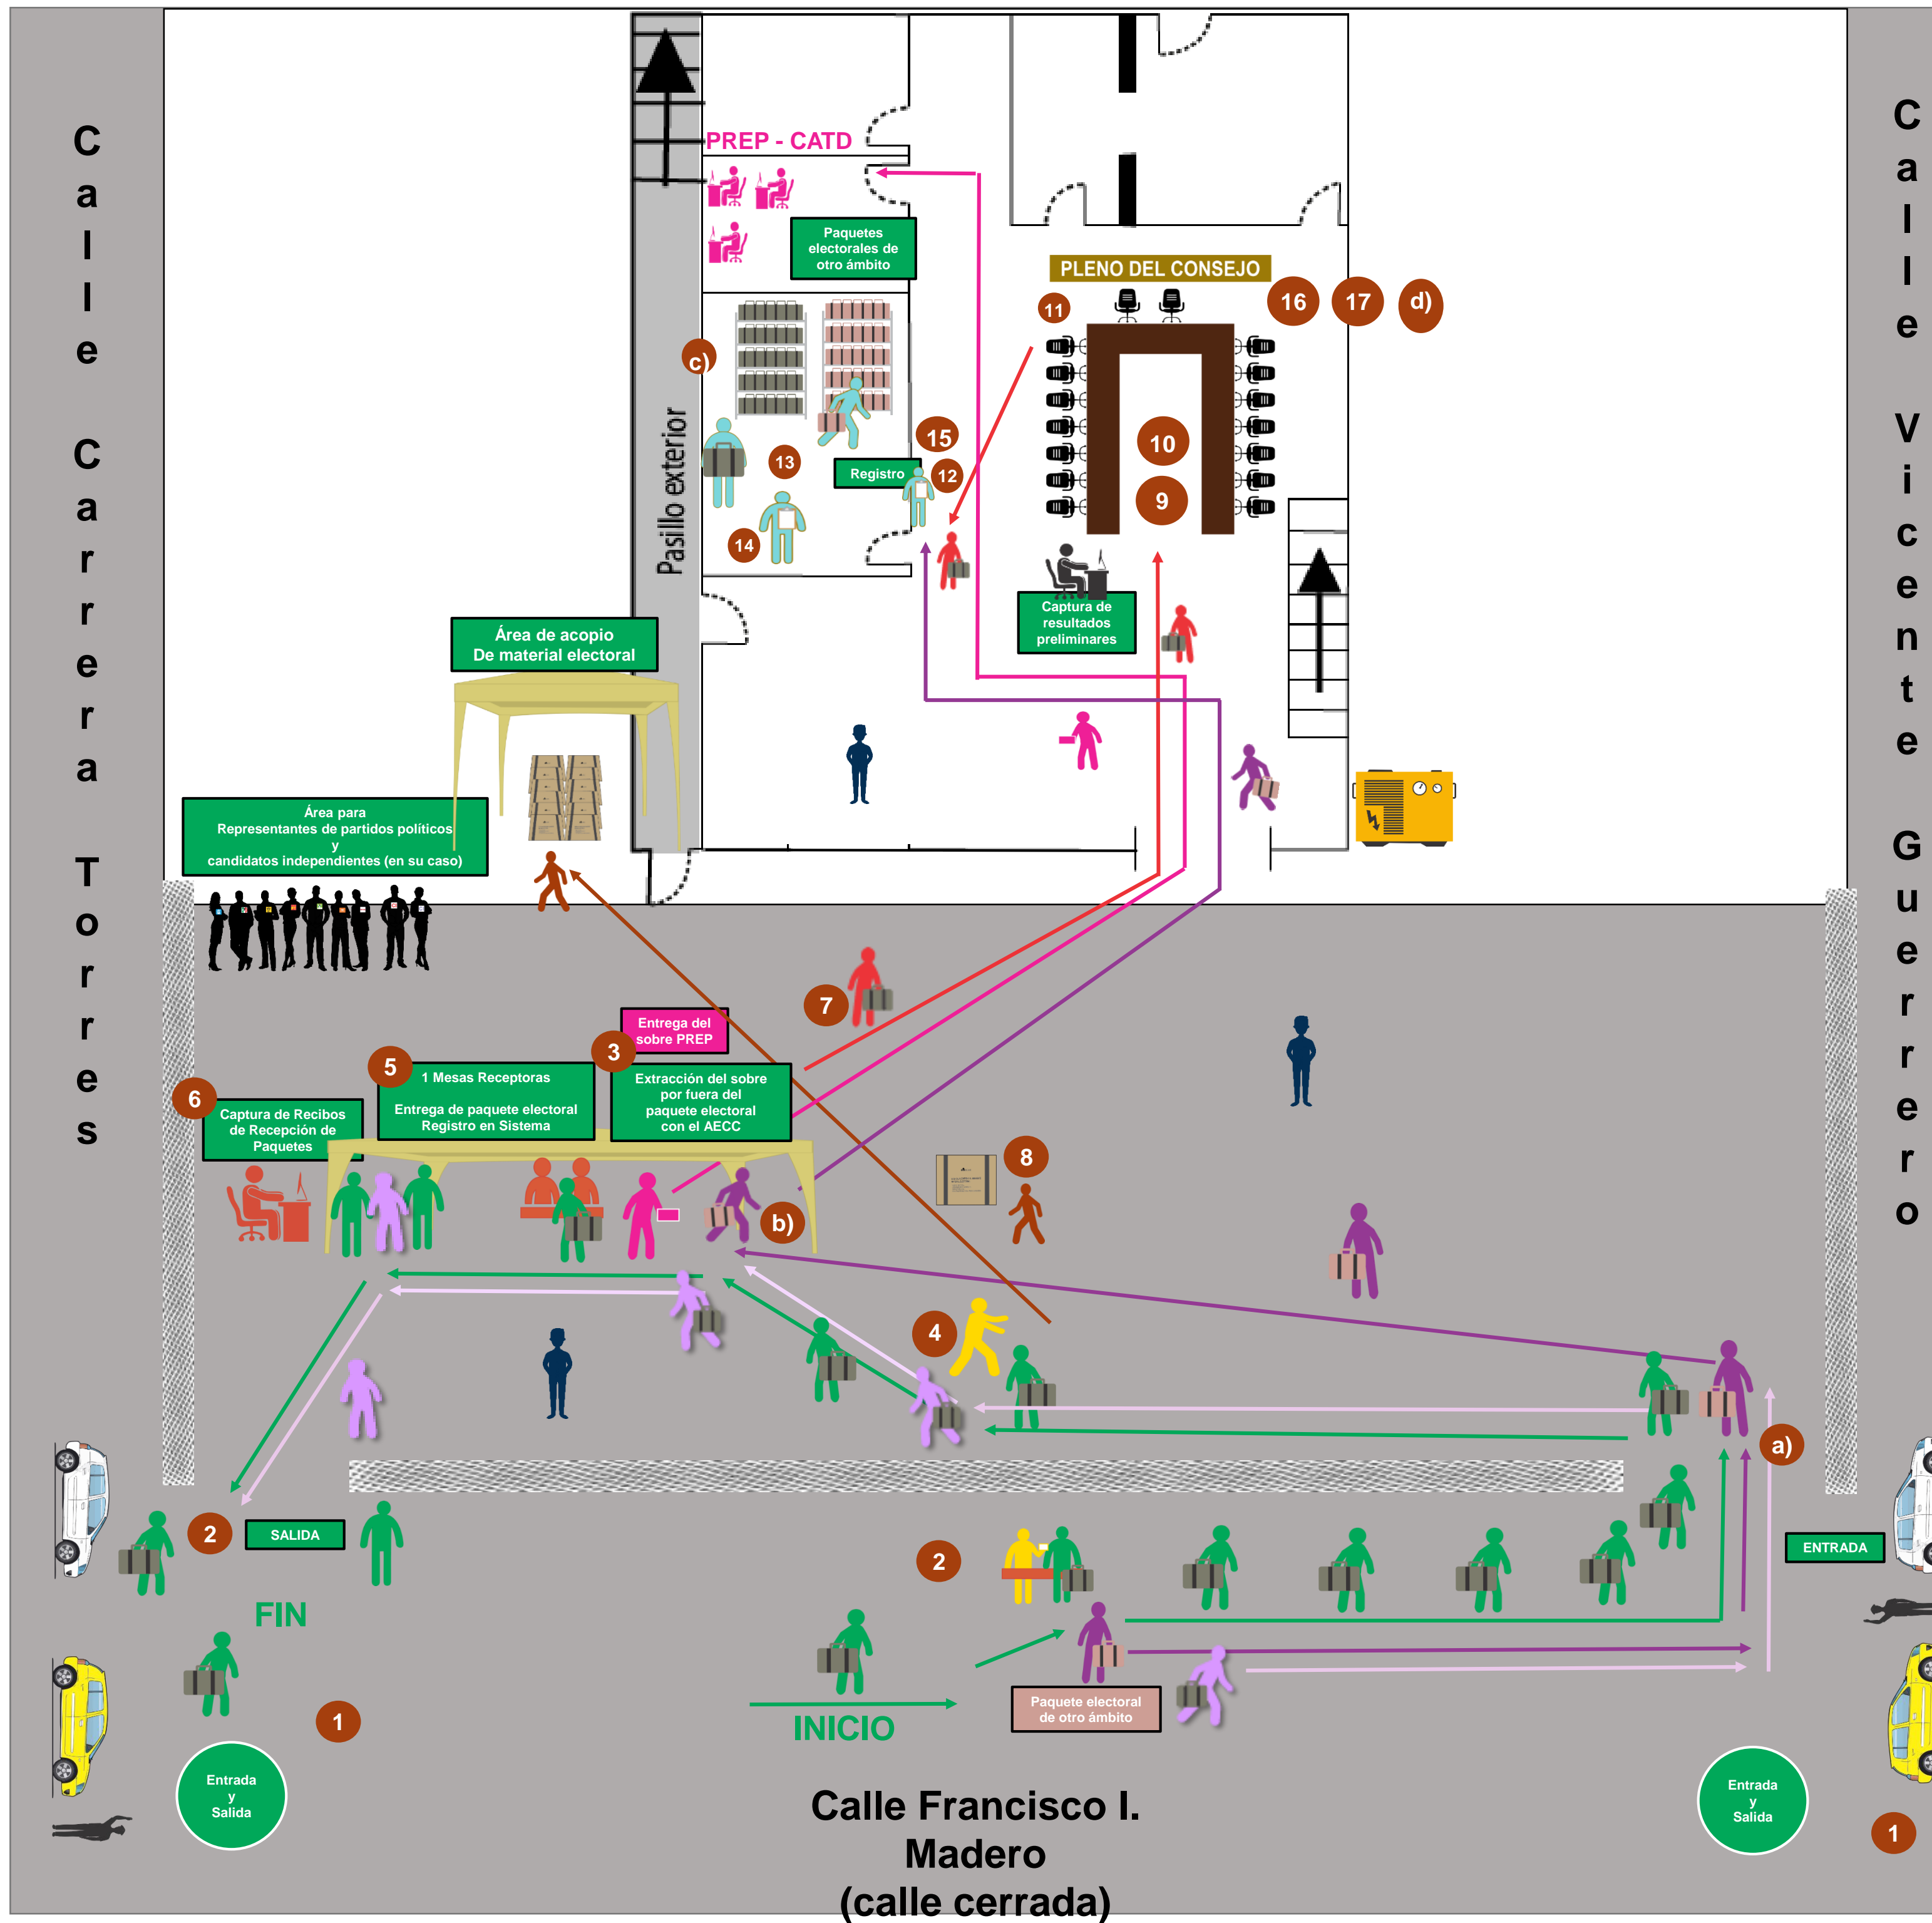 Calle Carrera Torres
Calle Vicente Guerrero
PREP - CATD
Paquetes
electorales de
otro ámbito
PLENO DEL CONSEJO
11
16
17
d)
c)
Pasillo exterior
15
10
13
Registro
12
9
14
Captura de
resultados
preliminares
Área de acopio
De material electoral
Área para
Representantes de partidos políticos
y
candidatos independientes (en su caso)
7
Entrega del
sobre PREP
3
5
1 Mesas Receptoras
Entrega de paquete electoral
Registro en Sistema
Extracción del sobre
por fuera del
paquete electoral
con el AECC
6
Captura de Recibos
de Recepción de
Paquetes
8
b)
4
a)
2
SALIDA
2
ENTRADA
FIN
1
INICIO
Paquete electoral
de otro ámbito
Entrada
y
Salida
Entrada
y
Salida
1
Calle Francisco I.
Madero
(calle cerrada)